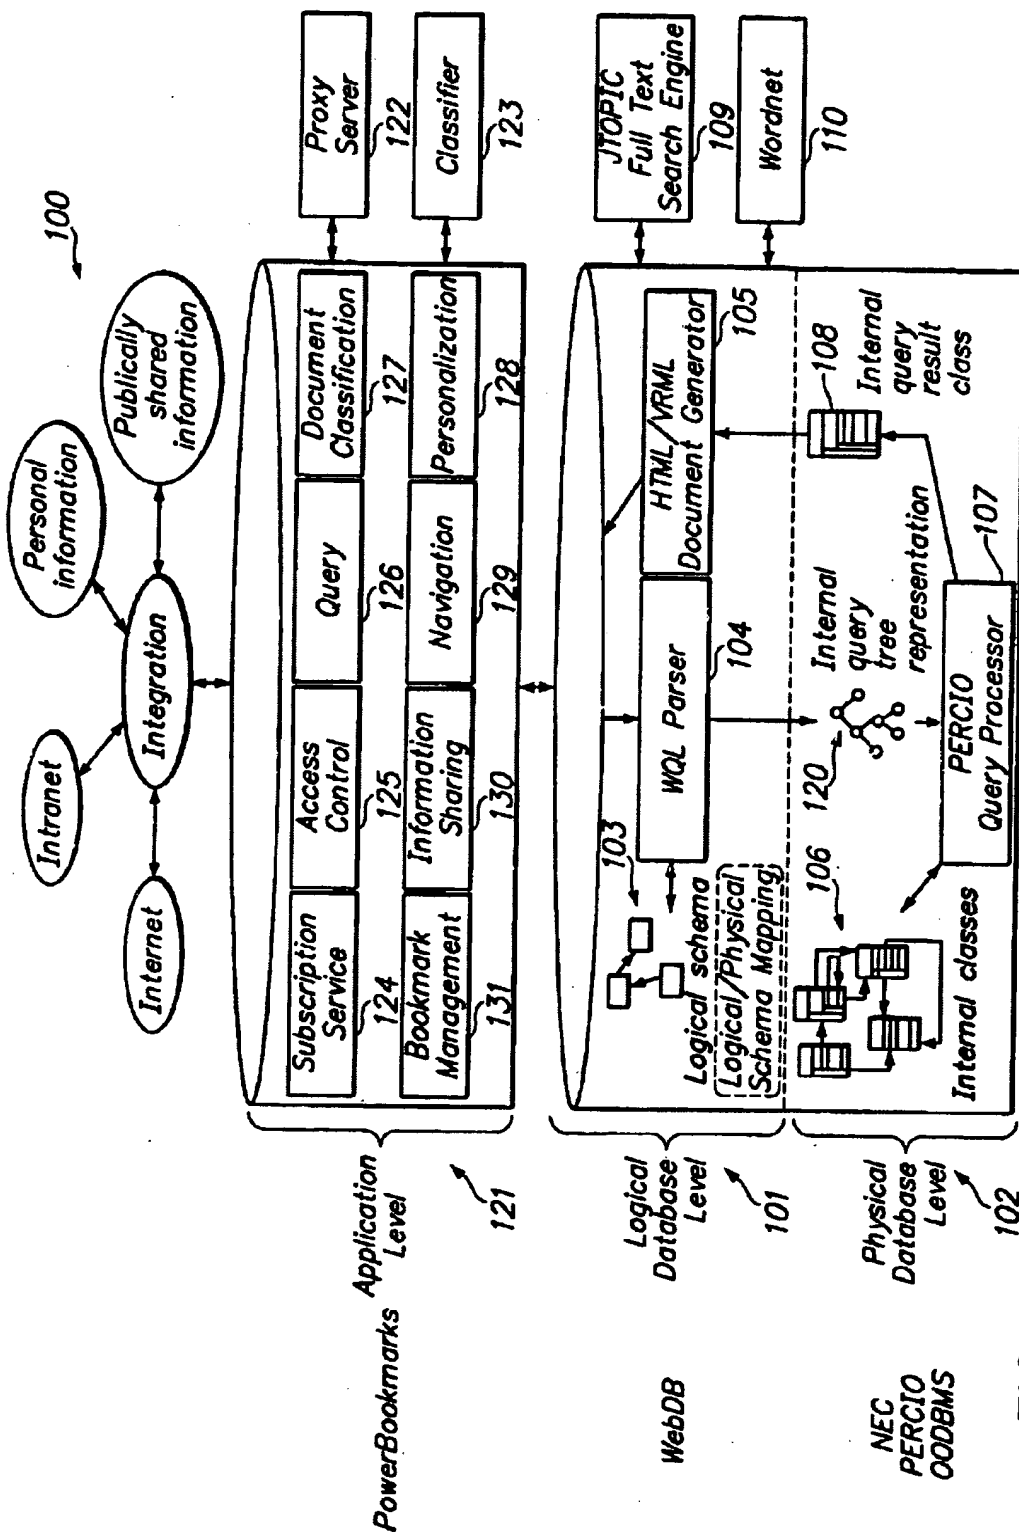 100
Intranet
Personal
information
Publically
shared
information
Internet
Integration
PowerBookmarks
Application
Level
121
Subscription
Service
124
Access
Control
125
Query
126
Document
Classification
127
Proxy
Server
122
Bookmark
Management
131
Information
Sharing
130
Navigation
129
Personalization
128
Classifier
123
WebDB
Logical
Database
Level
101
103
Logical schema
Logical/Physical
Schema Mapping
WQL Parser
104
HTML/VRML
Document Generator
105
JTOPIC
Full Text
Search Engine
109
Wordnet
110
NEC
PERCIO
OODBMS
Physical
Database
Level
102
106
Internal classes
120
Internal
query
tree
representation
PERCIO
Query Processor
107
108
Internal
query
result
class